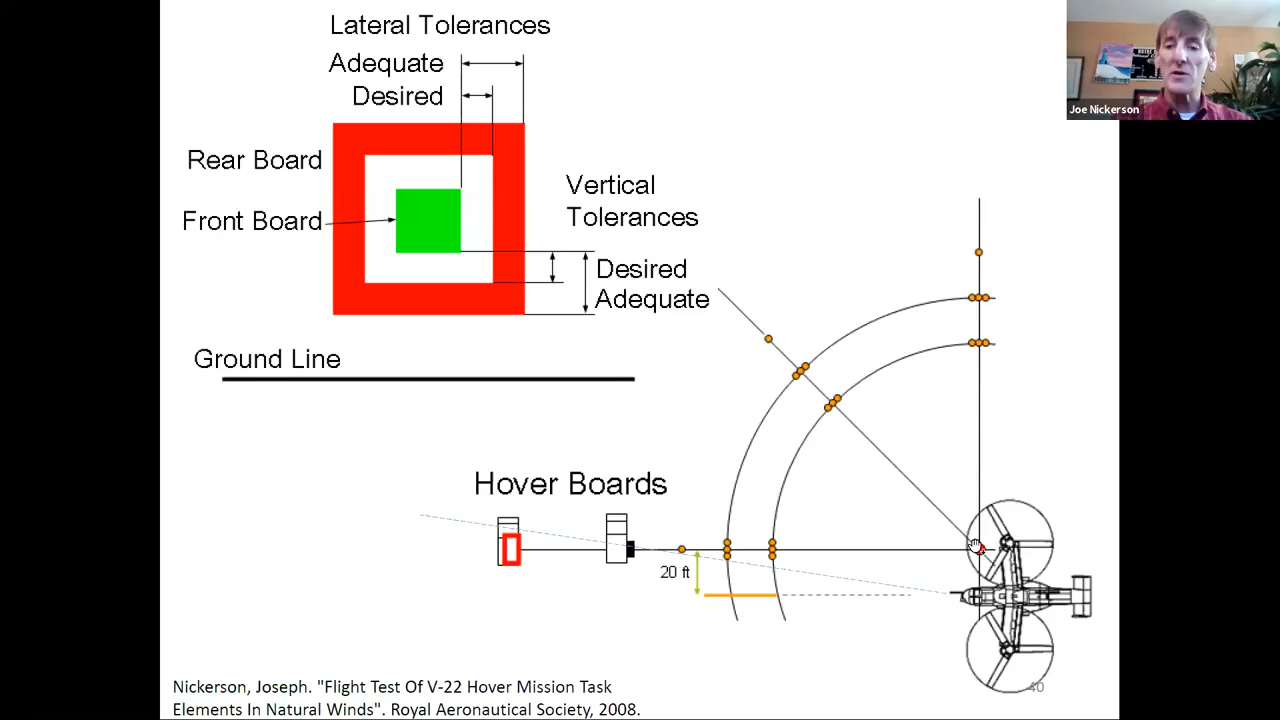 Lateral Tolerances
Adequate
Desired
Rear Board
Front Board
Vertical
Tolerances
Desired
Adequate
Ground Line
Hover Boards
20 ft
Nickerson, Joseph. "Flight Test Of V-22 Hover Mission Task
Elements In Natural Winds". Royal Aeronautical Society, 2008.
40
Joe Nickerson